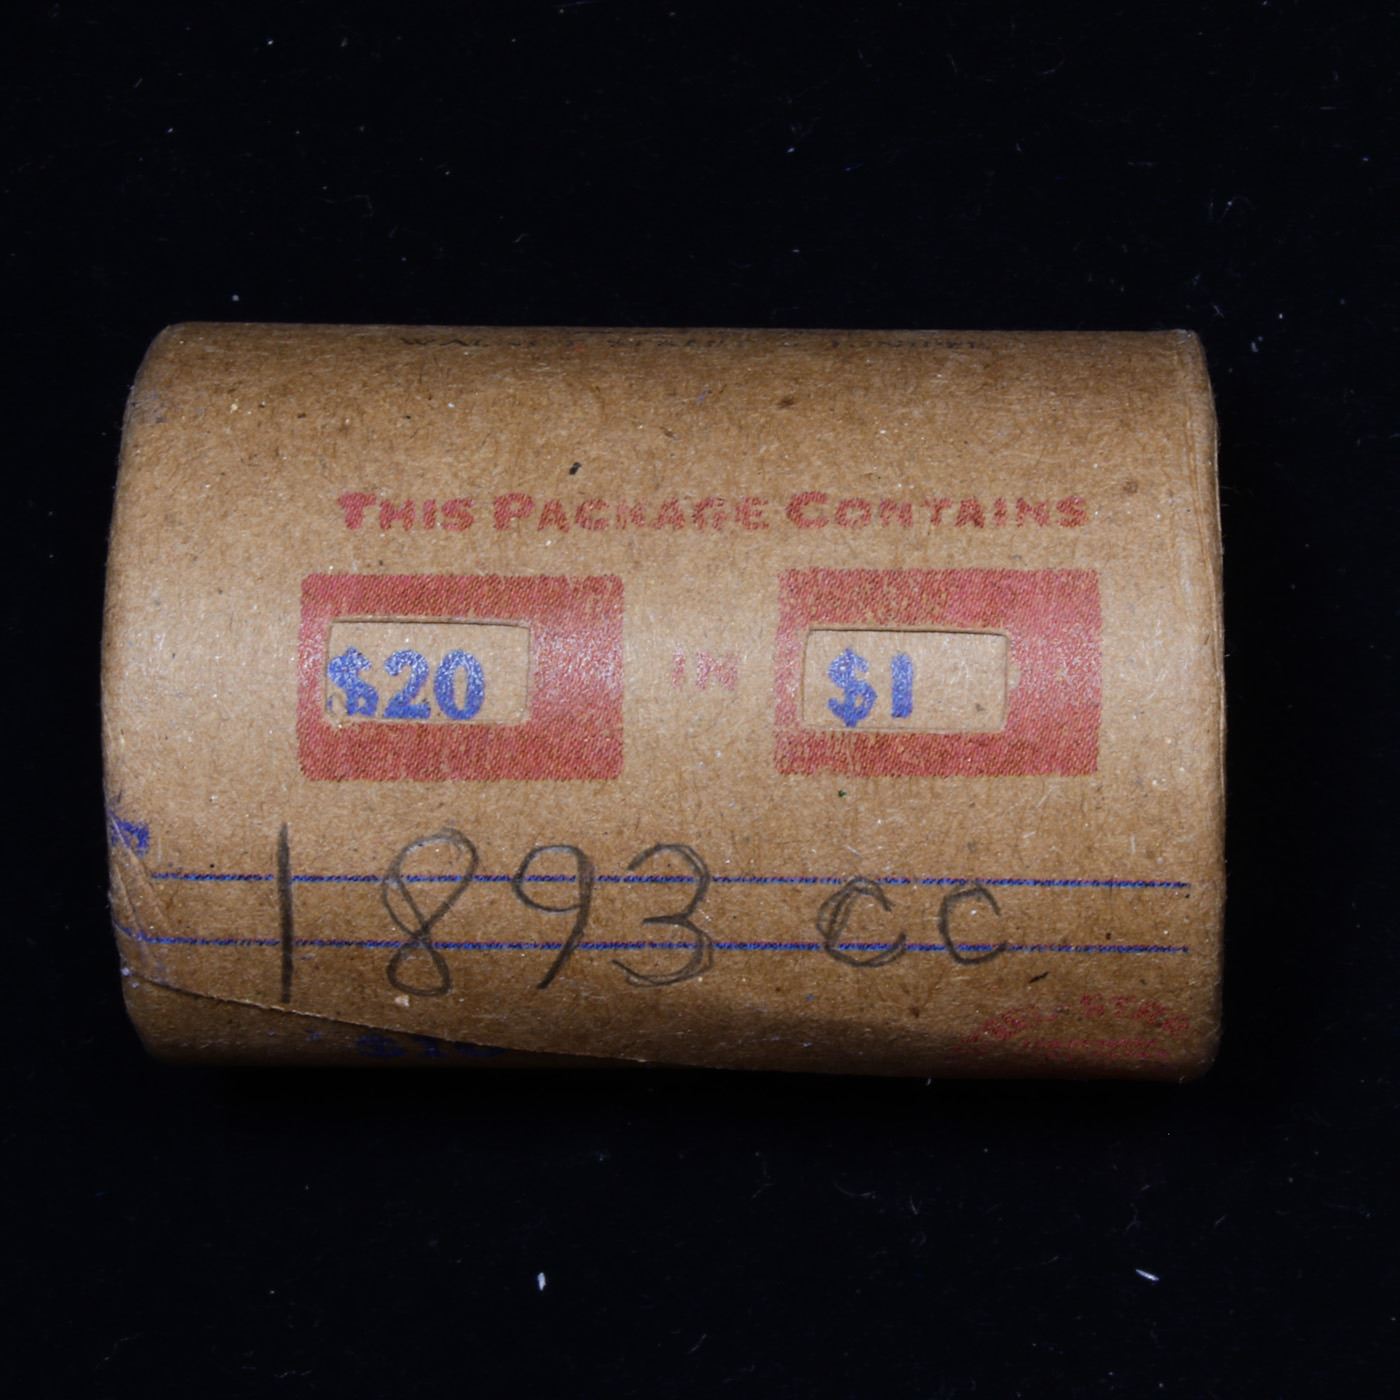 THIS PACKAGE CONTAINS
$20 IN $1
1893 CC